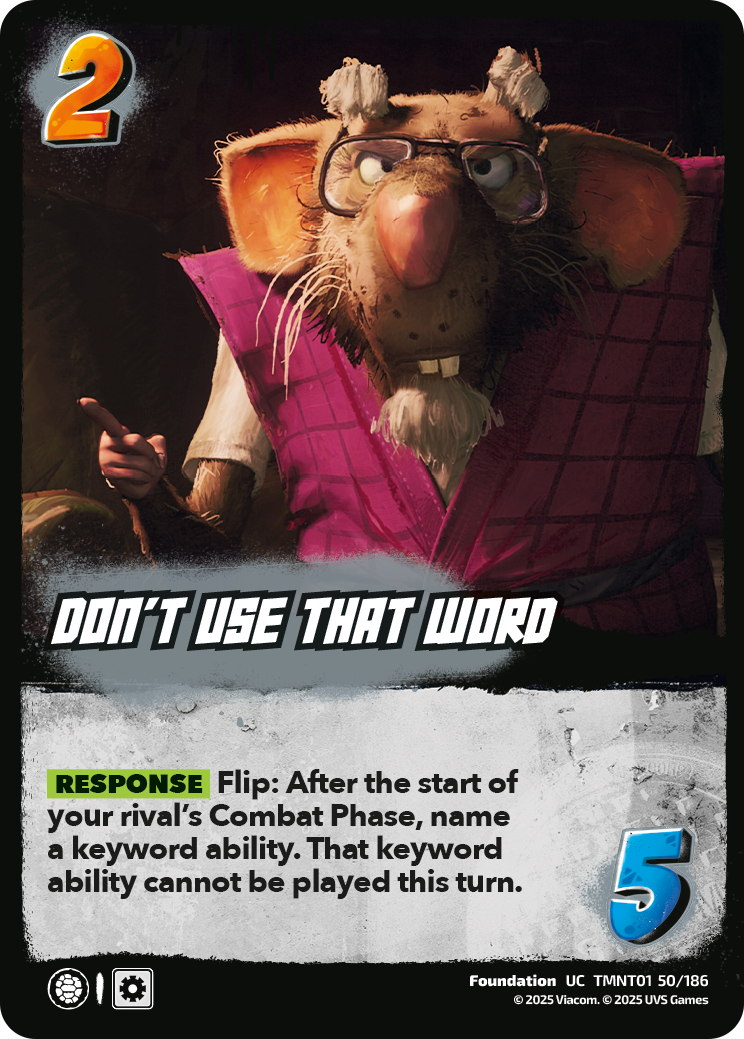 2
DON'T USE THAT WORD
RESPONSE Flip: After the start of
your rival's Combat Phase, name
a keyword ability. That keyword
ability cannot be played this turn.
5
Foundation UC TMNT01 50/186
© 2025 Viacom. © 2025 UVS Games